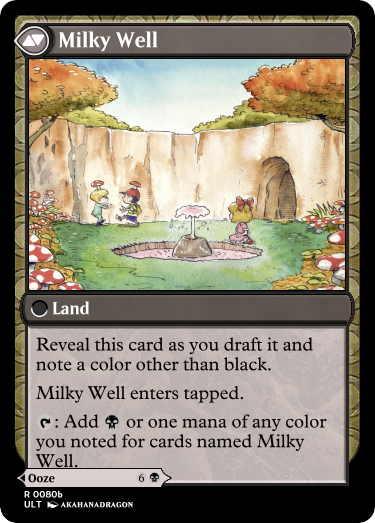 Milky Well
Land
Reveal this card as you draft it and
note a color other than black.
Milky Well enters tapped.
: Add or one mana of any color
you noted for cards named Milky
Well.
Ooze 6
R 0080b
ULT AKAHANADRAGON